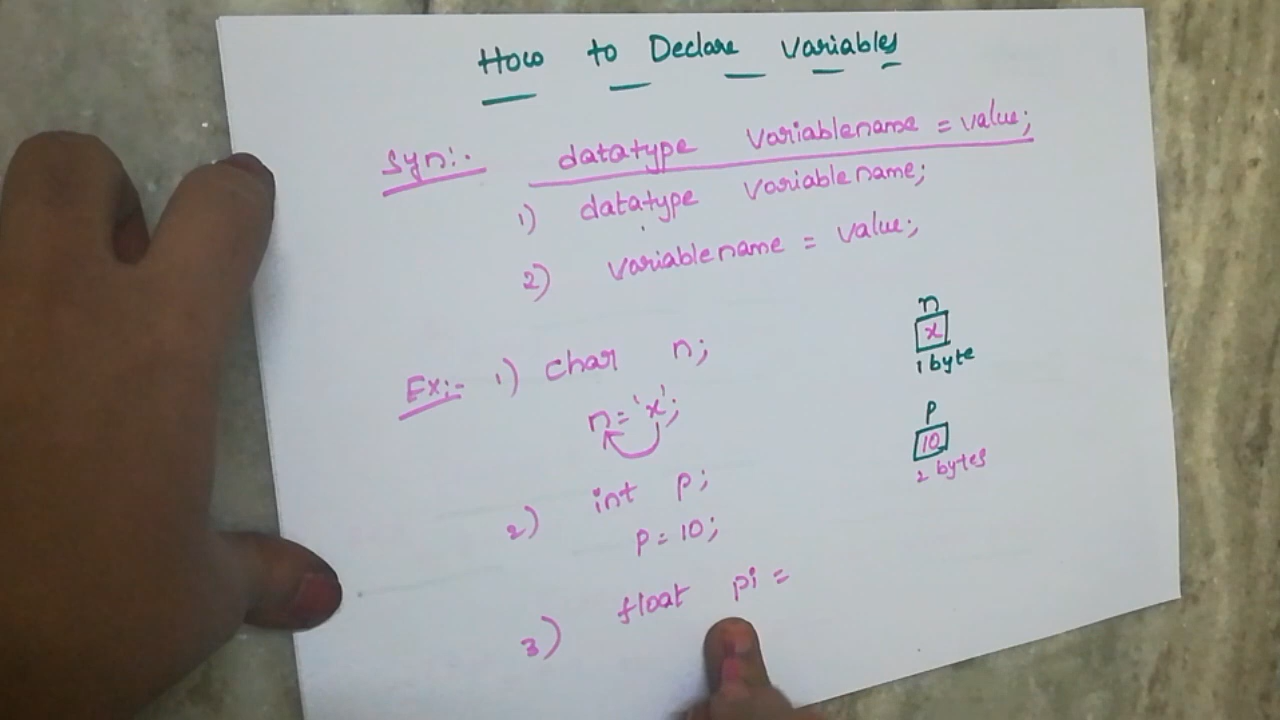 How to Declare Variables
Syn:- datatype variablename = value;
1) datatype variablename;
2) variablename = value;
n
x
1 byte
Ex:- 1) char n;
n = 'x';
p
10
2 bytes
2) int p;
p = 10;
3) float pi =